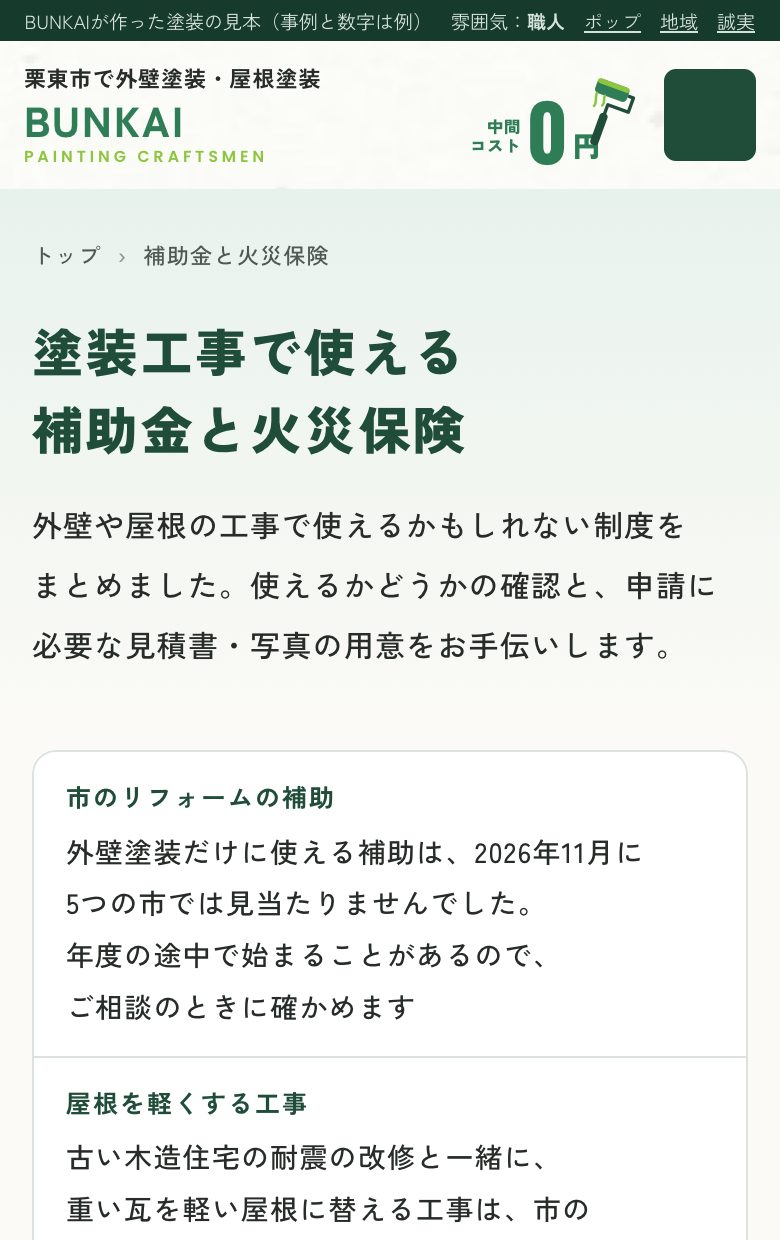 BUNKAIが作った塗装の見本（事例と数字は例） 雰囲気：職人 ポップ 地域 誠実
栗東市で外壁塗装・屋根塗装
BUNKAI
PAINTING CRAFTSMEN
中間
コスト
0円
トップ › 補助金と火災保険
塗装工事で使える
補助金と火災保険
外壁や屋根の工事で使えるかもしれない制度を
まとめました。使えるかどうかの確認と、申請に
必要な見積書・写真の用意をお手伝いします。
市のリフォームの補助
外壁塗装だけに使える補助は、2026年11月に
5つの市では見当たりませんでした。
年度の途中で始まることがあるので、
ご相談のときに確かめます
屋根を軽くする工事
古い木造住宅の耐震の改修と一緒に、
重い瓦を軽い屋根に替える工事は、市の